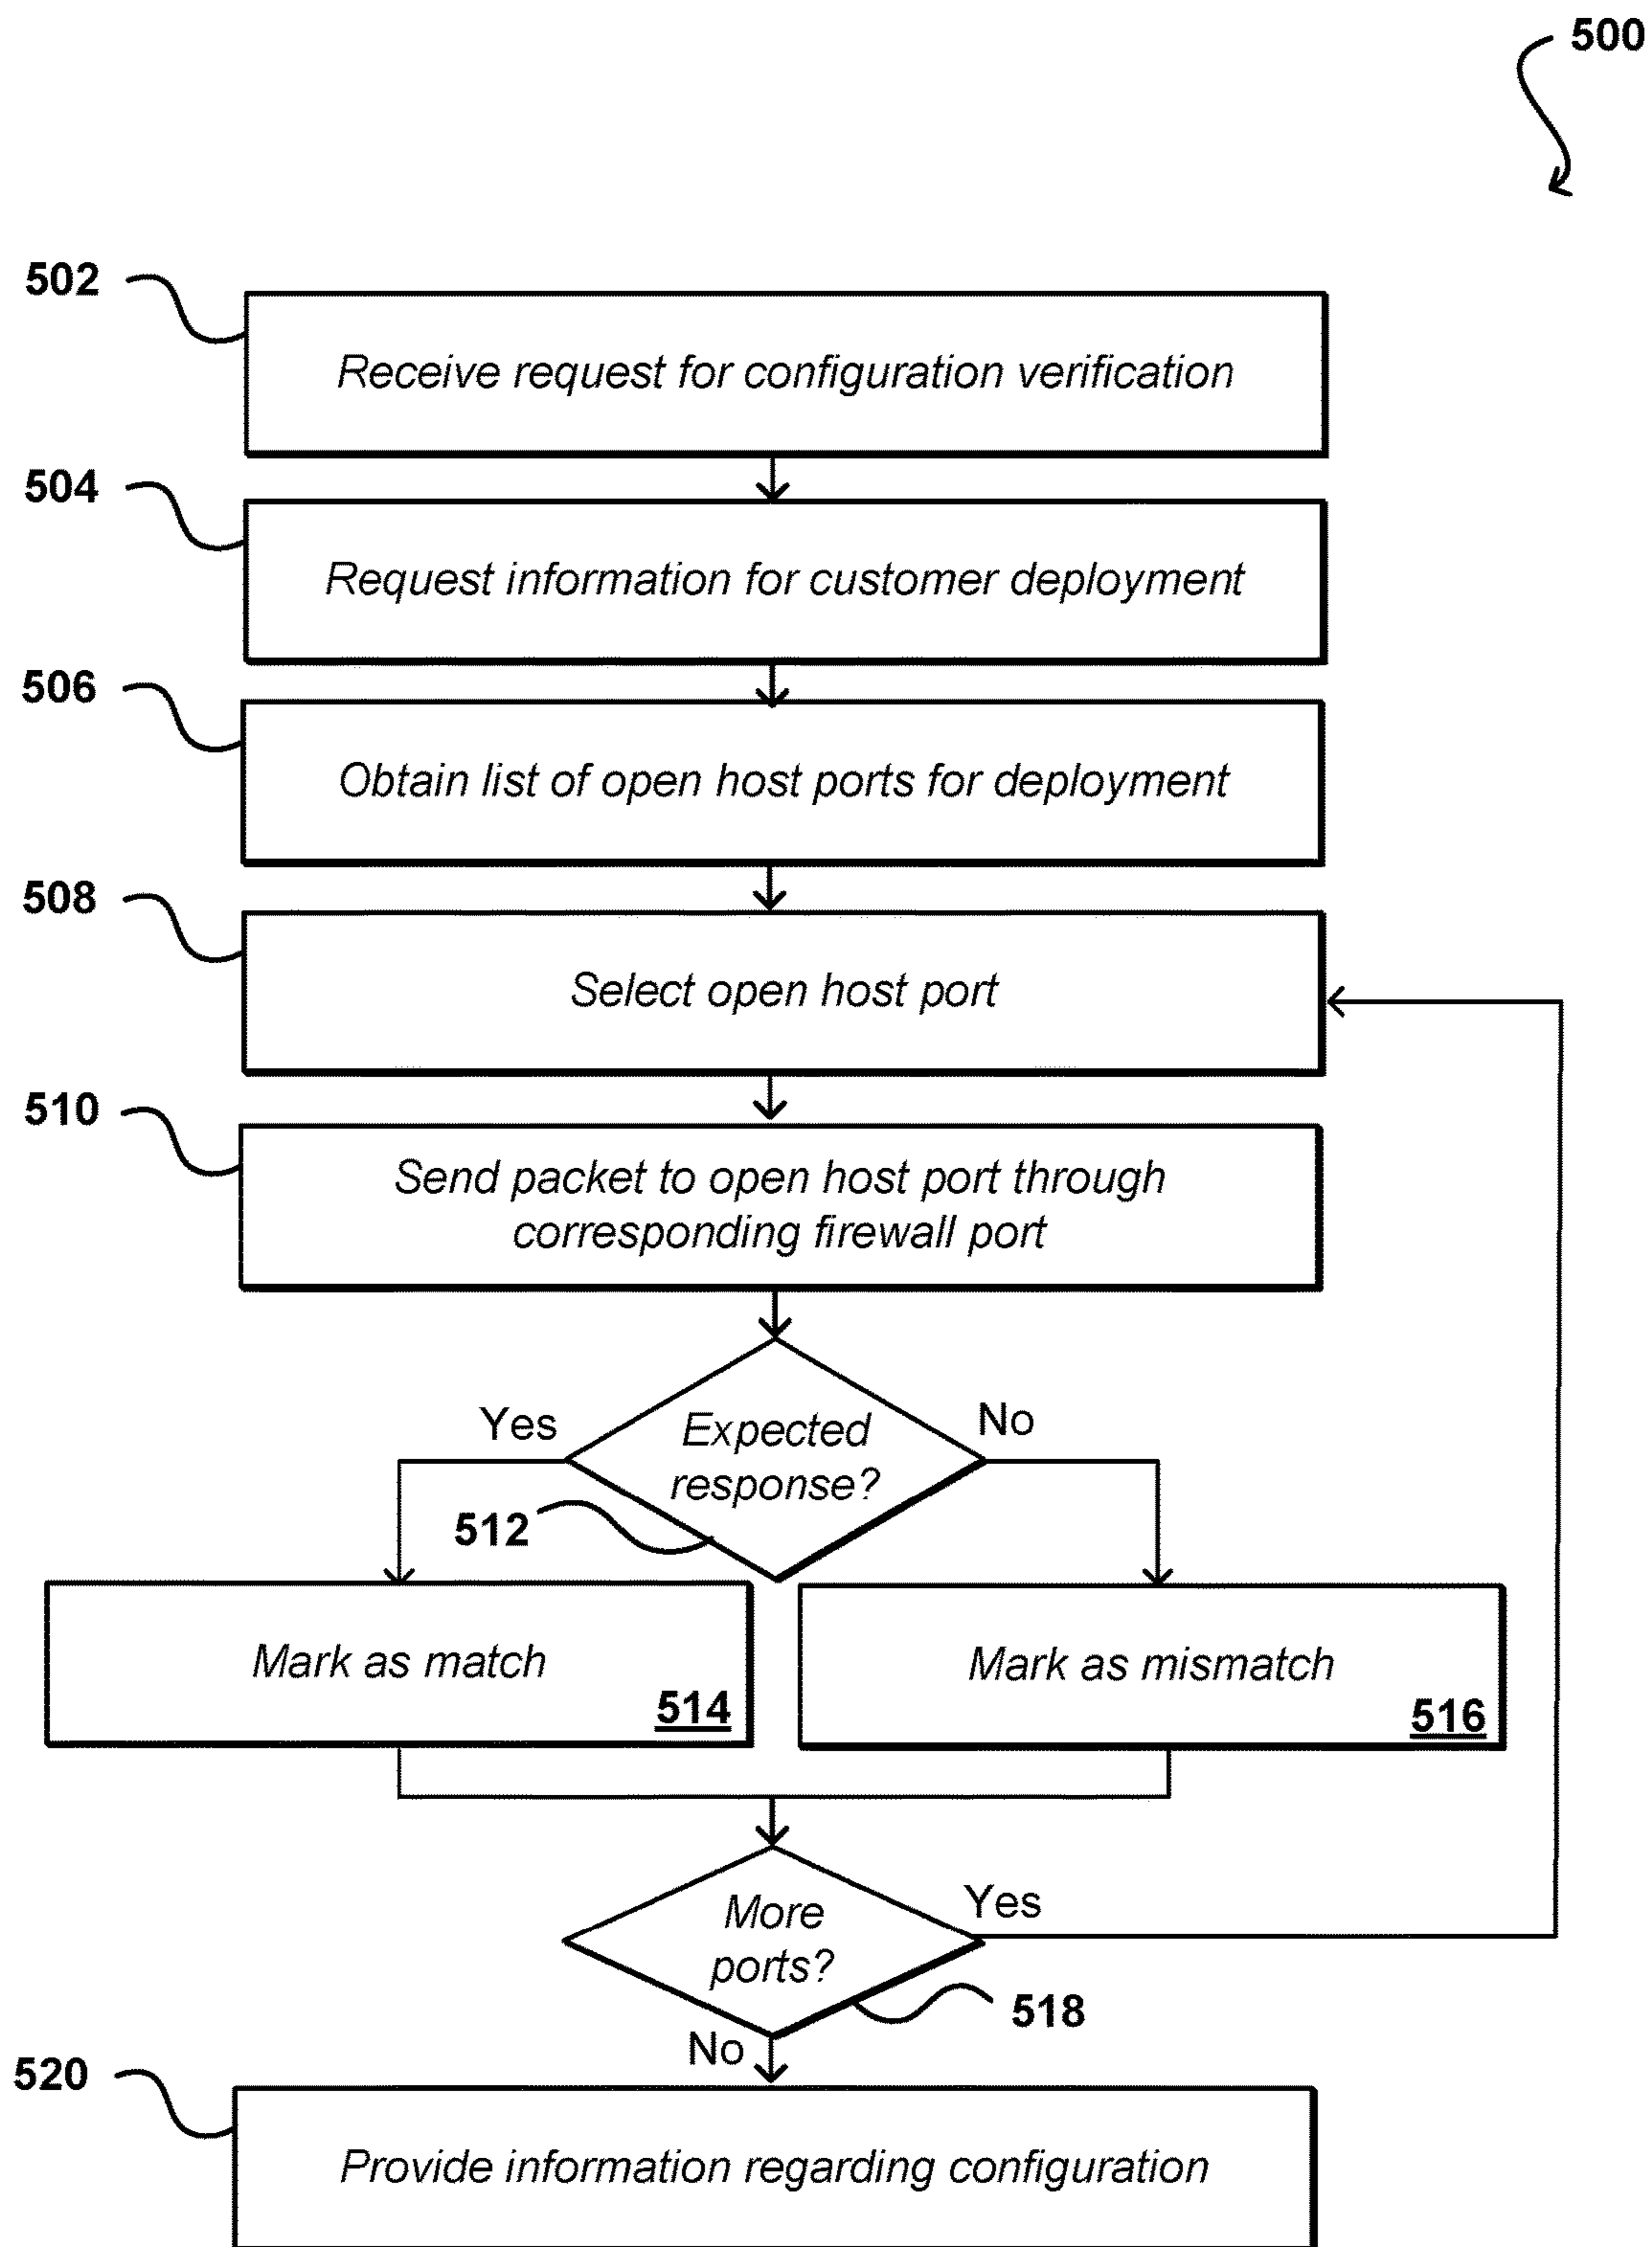 500
502
Receive request for configuration verification
504
Request information for customer deployment
506
Obtain list of open host ports for deployment
508
Select open host port
510
Send packet to open host port through
corresponding firewall port
Yes
Expected
response?
No
512
Mark as match
514
Mark as mismatch
516
More
ports?
Yes
518
No
520
Provide information regarding configuration